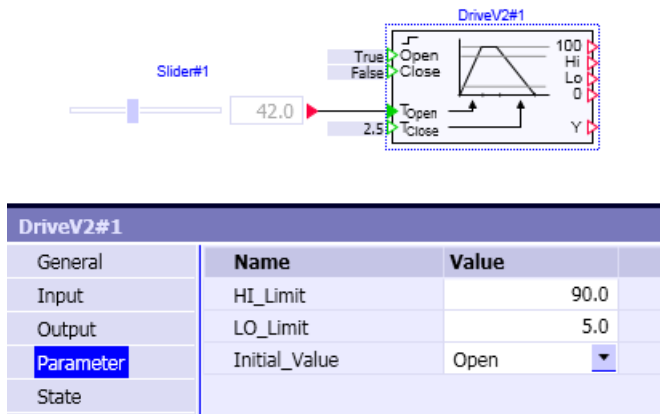 DriveV2#1
Slider#1
True Open 100
False Close Hi
Lo
0
42.0 TOpen
2.5 TClose Y
DriveV2#1
General Name Value
Input HI_Limit 90.0
Output LO_Limit 5.0
Parameter Initial_Value Open
State